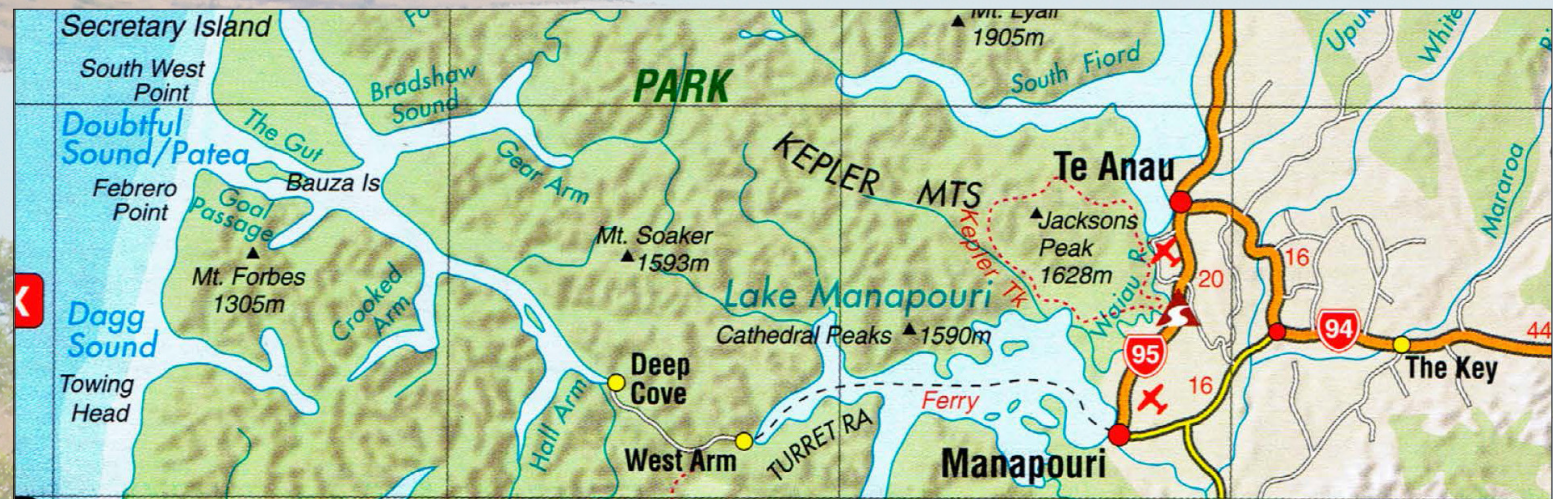 Secretary Island
South West
Point
Doubtful
Sound/Patea
The Gut
Bradshaw
Sound
PARK
Mt. Lyall
1905m
South Fiord
Upuk
White
Febrero
Point
Goal
Passage
Bauza Is
Gear Arm
KEPLER MTS
Te Anau
Jacksons
Peak
1628m
Kepler Tk
Waiau R
Mararoa
Mt. Forbes
1305m
Crooked
Arm
Mt. Soaker
1593m
Lake Manapouri
Cathedral Peaks
1590m
20
16
94
44
95
16
The Key
Dagg
Sound
Towing
Head
Deep
Cove
Hall Arm
West Arm
TURRET RA
Ferry
Manapouri